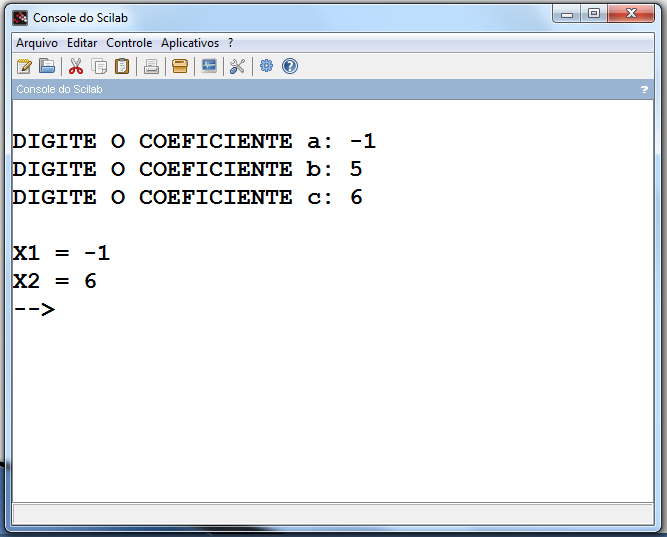 Console do Scilab
Arquivo Editar Controle Aplicativos ?
Console do Scilab ?
DIGITE O COEFICIENTE a: -1
DIGITE O COEFICIENTE b: 5
DIGITE O COEFICIENTE c: 6
X1 = -1
X2 = 6
-->